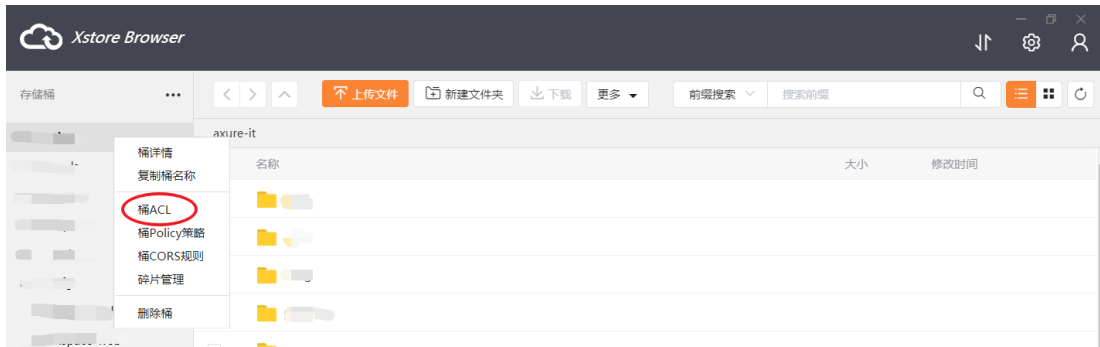 Xstore Browser
存储桶
上传文件 新建文件夹 下载 更多 前缀搜索 搜索前缀
axure-it
名称 大小 修改时间
桶详情
复制桶名称
桶ACL
桶Policy策略
桶CORS规则
碎片管理
删除桶